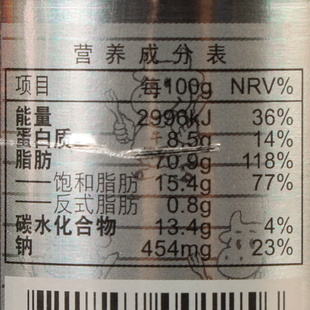 营养成分表
项目 每100g NRV%
能量 2996kJ 36%
蛋白质 8.5g 14%
脂肪 70.9g 118%
——饱和脂肪 15.4g 77%
——反式脂肪 0.8g
碳水化合物 13.4g 4%
钠 454mg 23%